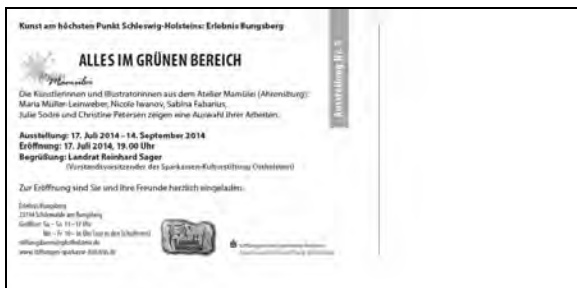 Kunst am höchsten Punkt Schleswig-Holsteins: Erlebnis Bungsberg
Ausstellung Nr. 9
ALLES IM GRÜNEN BEREICH
Mamülei
Die Künstlerinnen und Illustratorinnen aus dem Atelier Mamülei (Ahrensburg):
Maria Müller-Leinweber, Nicole Iwanov, Sabina Fabarius,
Julie Sodré und Christine Petersen zeigen eine Auswahl ihrer Arbeiten.
Ausstellung: 17. Juli 2014 – 14. September 2014
Eröffnung: 17. Juli 2014, 19.00 Uhr
Begrüßung: Landrat Reinhard Sager
(Vorstandsvorsitzender der Sparkassen-Kulturstiftung Ostholstein)
Zur Eröffnung sind Sie und Ihre Freunde herzlich eingeladen.
Erlebnis Bungsberg
23744 Schönwalde am Bungsberg